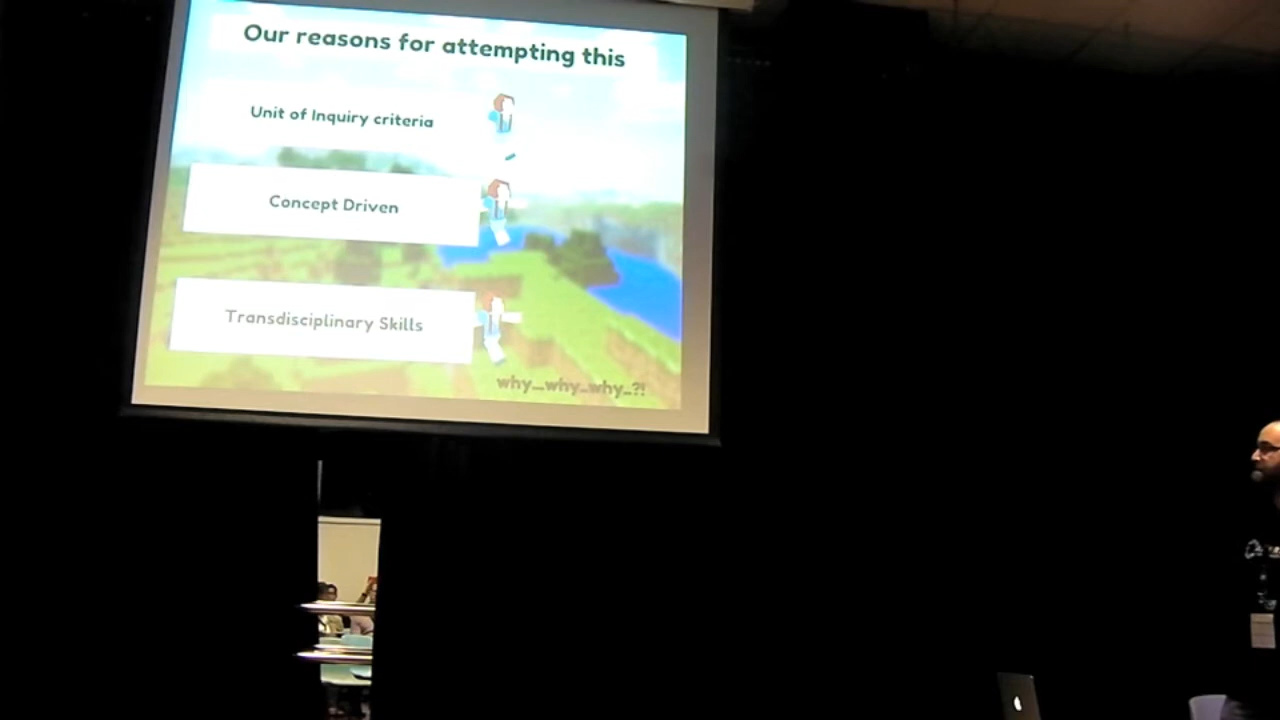 Our reasons for attempting this
Unit of Inquiry criteria
Concept Driven
Transdisciplinary Skills
why...why...why...?!